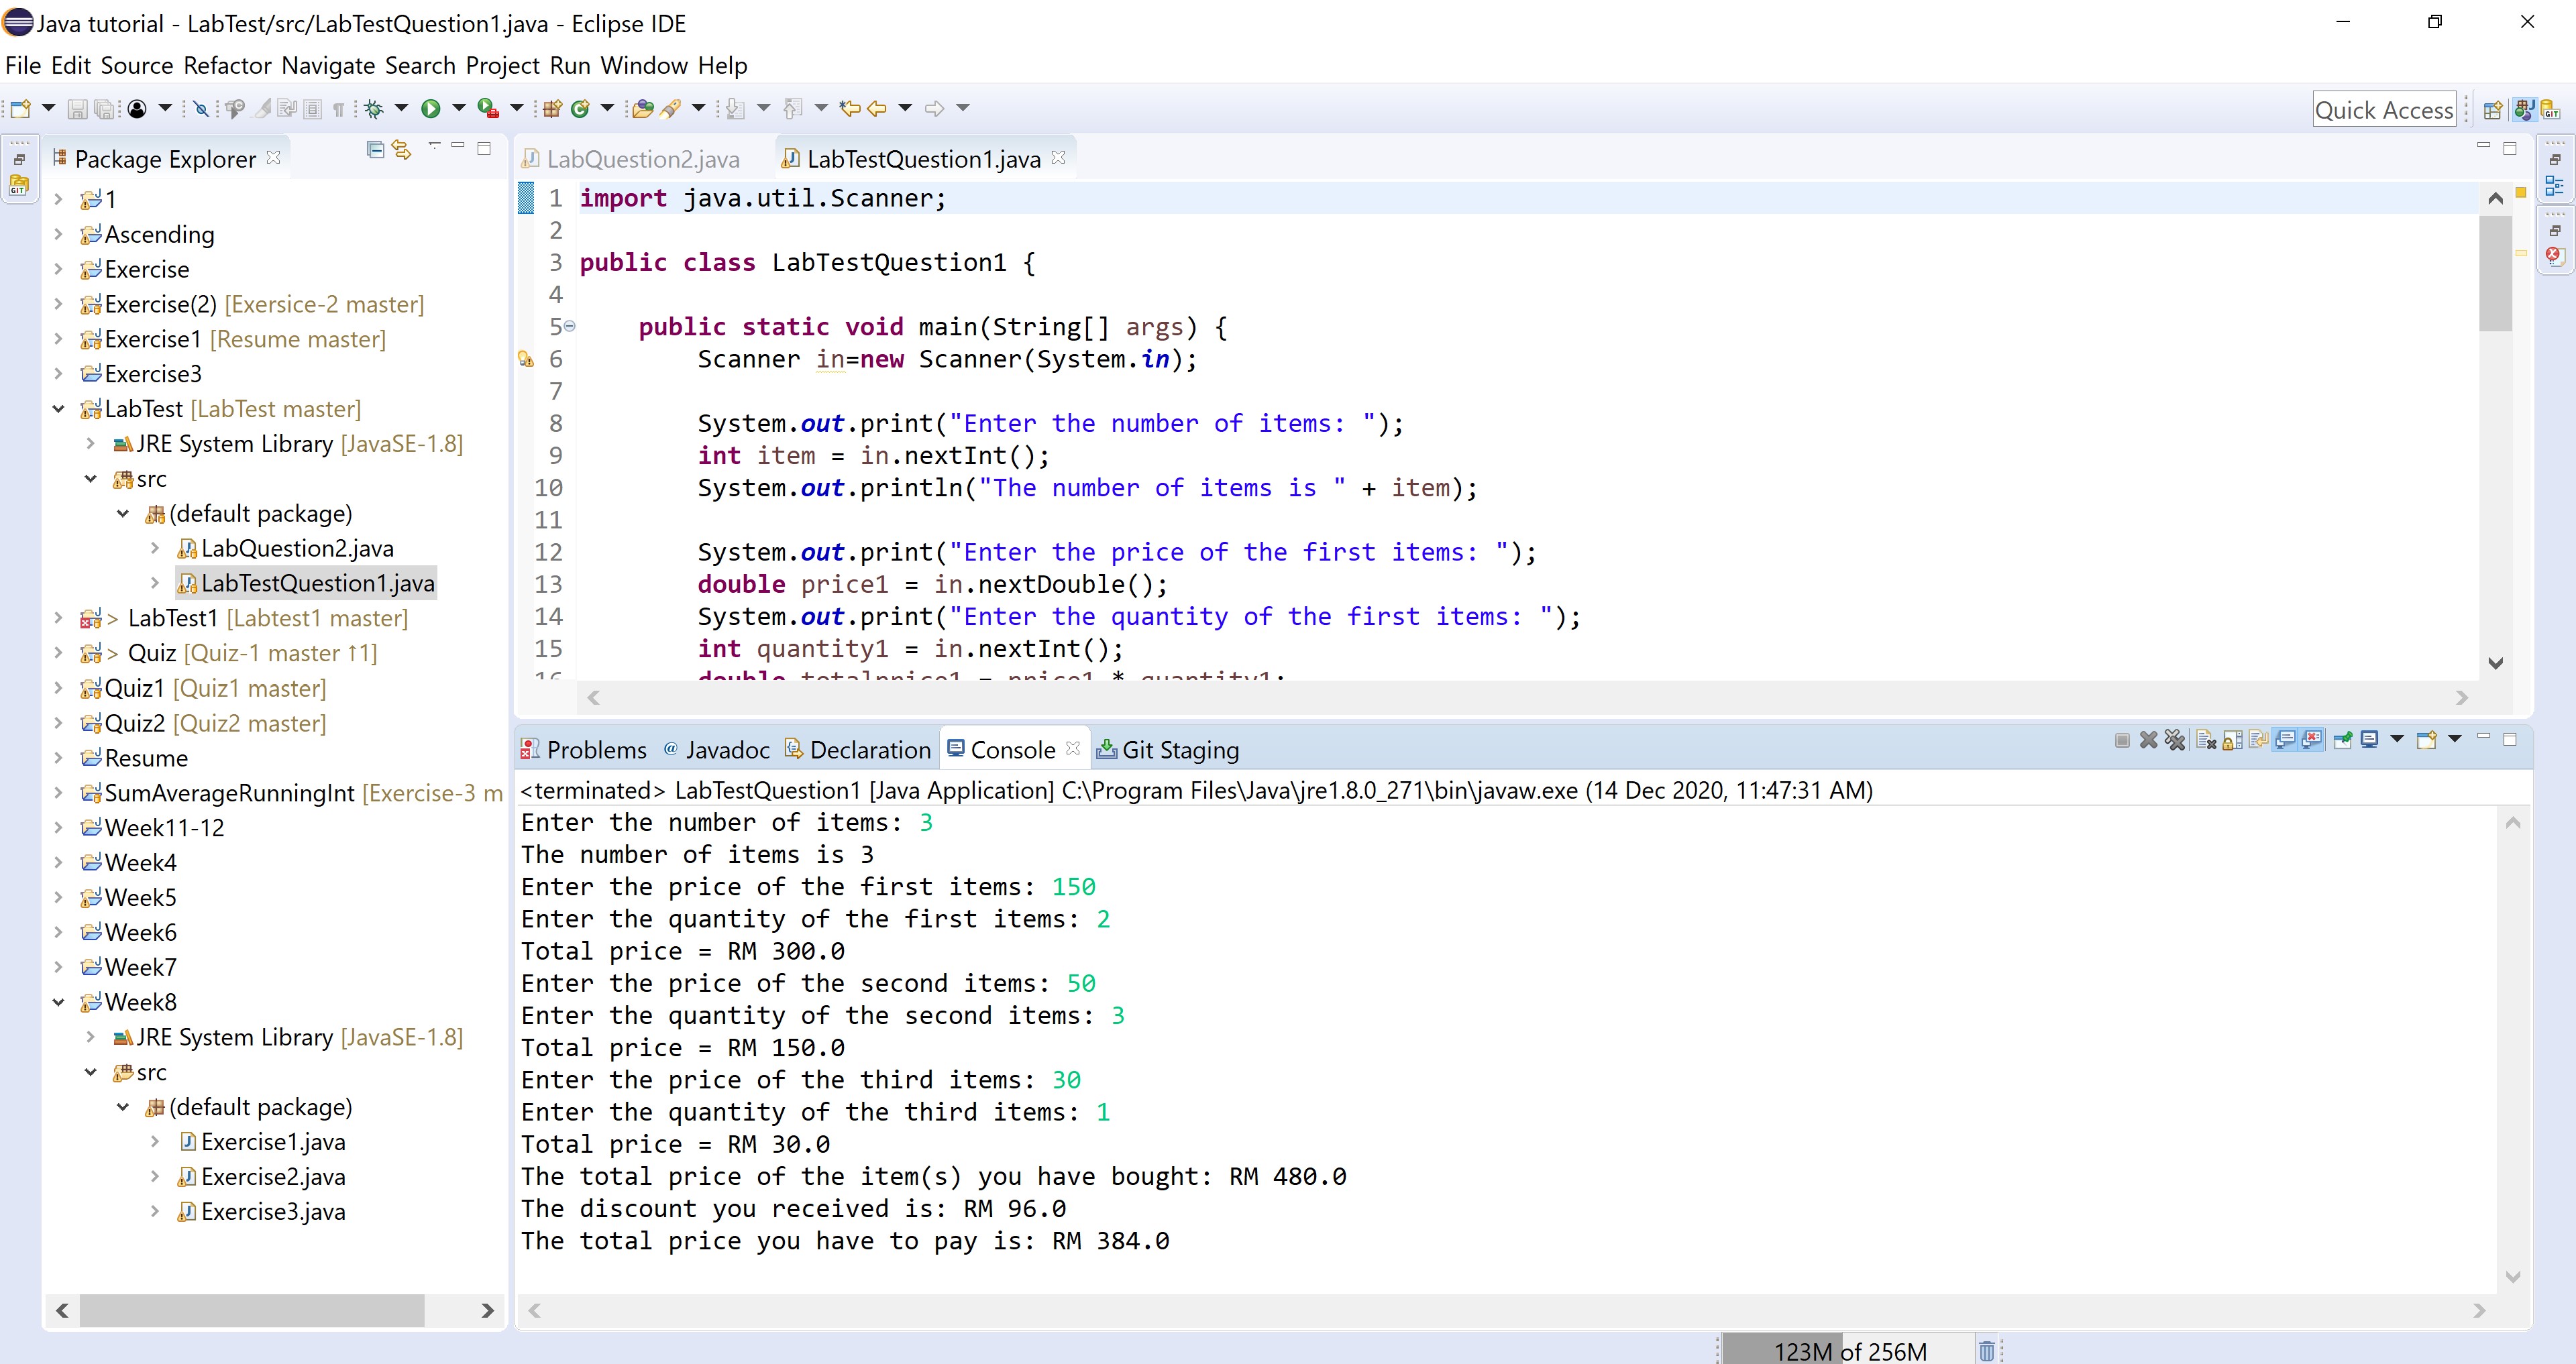 Java tutorial - LabTest/src/LabTestQuestion1.java - Eclipse IDE
File Edit Source Refactor Navigate Search Project Run Window Help
Quick Access
Package Explorer
1
Ascending
Exercise
Exercise(2) [Exersice-2 master]
Exercise1 [Resume master]
Exercise3
LabTest [LabTest master]
JRE System Library [JavaSE-1.8]
src
(default package)
LabQuestion2.java
LabTestQuestion1.java
> LabTest1 [Labtest1 master]
> Quiz [Quiz-1 master ↑1]
Quiz1 [Quiz1 master]
Quiz2 [Quiz2 master]
Resume
SumAverageRunningInt [Exercise-3 m
Week11-12
Week4
Week5
Week6
Week7
Week8
JRE System Library [JavaSE-1.8]
src
(default package)
Exercise1.java
Exercise2.java
Exercise3.java
LabQuestion2.java LabTestQuestion1.java
1 import java.util.Scanner;
2
3 public class LabTestQuestion1 {
4
5 public static void main(String[] args) {
6 Scanner in=new Scanner(System.in);
7
8 System.out.print("Enter the number of items: ");
9 int item = in.nextInt();
10 System.out.println("The number of items is " + item);
11
12 System.out.print("Enter the price of the first items: ");
13 double price1 = in.nextDouble();
14 System.out.print("Enter the quantity of the first items: ");
15 int quantity1 = in.nextInt();
16 double totalprice1 = price1 * quantity1;
Problems @ Javadoc Declaration Console Git Staging
<terminated> LabTestQuestion1 [Java Application] C:\Program Files\Java\jre1.8.0_271\bin\javaw.exe (14 Dec 2020, 11:47:31 AM)
Enter the number of items: 3
The number of items is 3
Enter the price of the first items: 150
Enter the quantity of the first items: 2
Total price = RM 300.0
Enter the price of the second items: 50
Enter the quantity of the second items: 3
Total price = RM 150.0
Enter the price of the third items: 30
Enter the quantity of the third items: 1
Total price = RM 30.0
The total price of the item(s) you have bought: RM 480.0
The discount you received is: RM 96.0
The total price you have to pay is: RM 384.0
123M of 256M